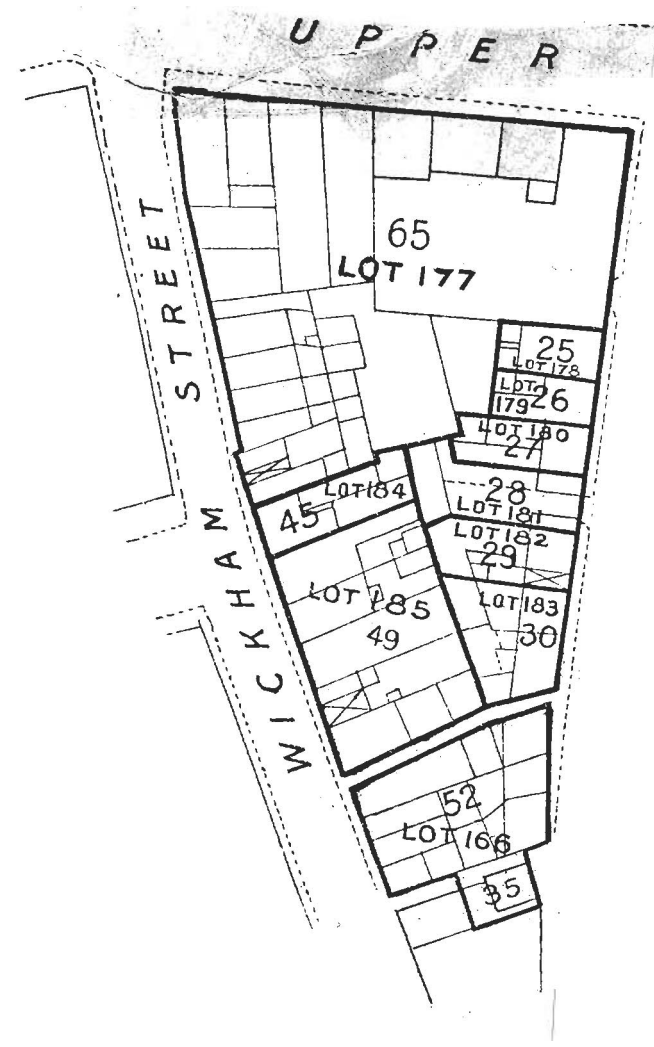 UPPER
WICKHAM STREET
65
LOT 177
25
LOT 178
LOT 179
26
LOT 180
27
28
LOT 181
LOT 182
29
LOT 183
30
LOT 184
45
LOT 185
49
52
LOT 166
35